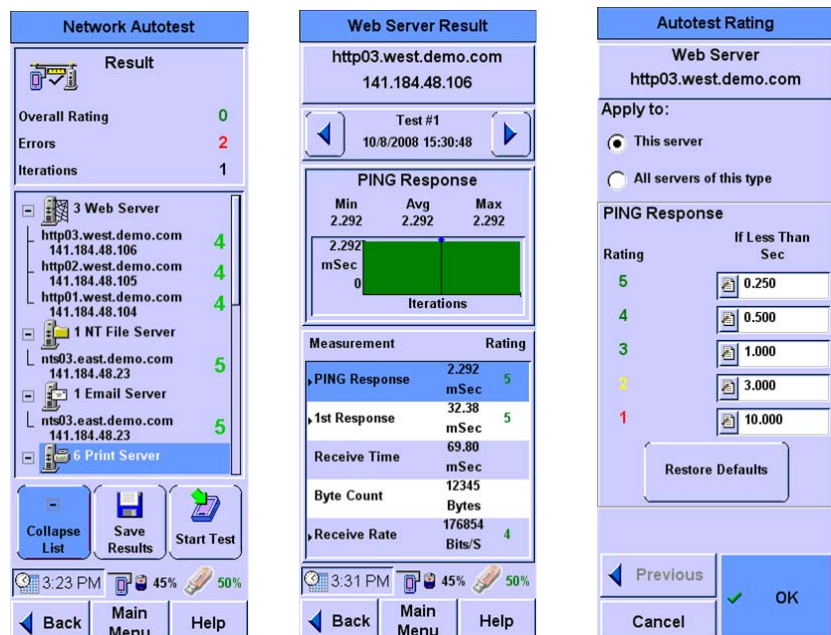 Network Autotest
Result
Overall Rating 0
Errors 2
Iterations 1
3 Web Server
http03.west.demo.com
141.184.48.106
4
http02.west.demo.com
141.184.48.105
4
http01.west.demo.com
141.184.48.104
4
1 NT File Server
nts03.east.demo.com
141.184.48.23
5
1 Email Server
nts03.east.demo.com
141.184.48.23
5
6 Print Server
Collapse List
Save Results
Start Test
3:23 PM 45% 50%
Back
Main Menu
Help
Web Server Result
http03.west.demo.com
141.184.48.106
Test #1
10/8/2008 15:30:48
PING Response
Min Avg Max
2.292 2.292 2.292
2.292
mSec
0
Iterations
Measurement Rating
PING Response 2.292 mSec 5
1st Response 32.38 mSec 5
Receive Time 69.80 mSec
Byte Count 12345 Bytes
Receive Rate 176854 Bits/S 4
3:31 PM 45% 50%
Back
Main Menu
Help
Autotest Rating
Web Server
http03.west.demo.com
Apply to:
This server
All servers of this type
PING Response
Rating If Less Than Sec
5 0.250
4 0.500
3 1.000
2 3.000
1 10.000
Restore Defaults
Previous
Cancel
OK